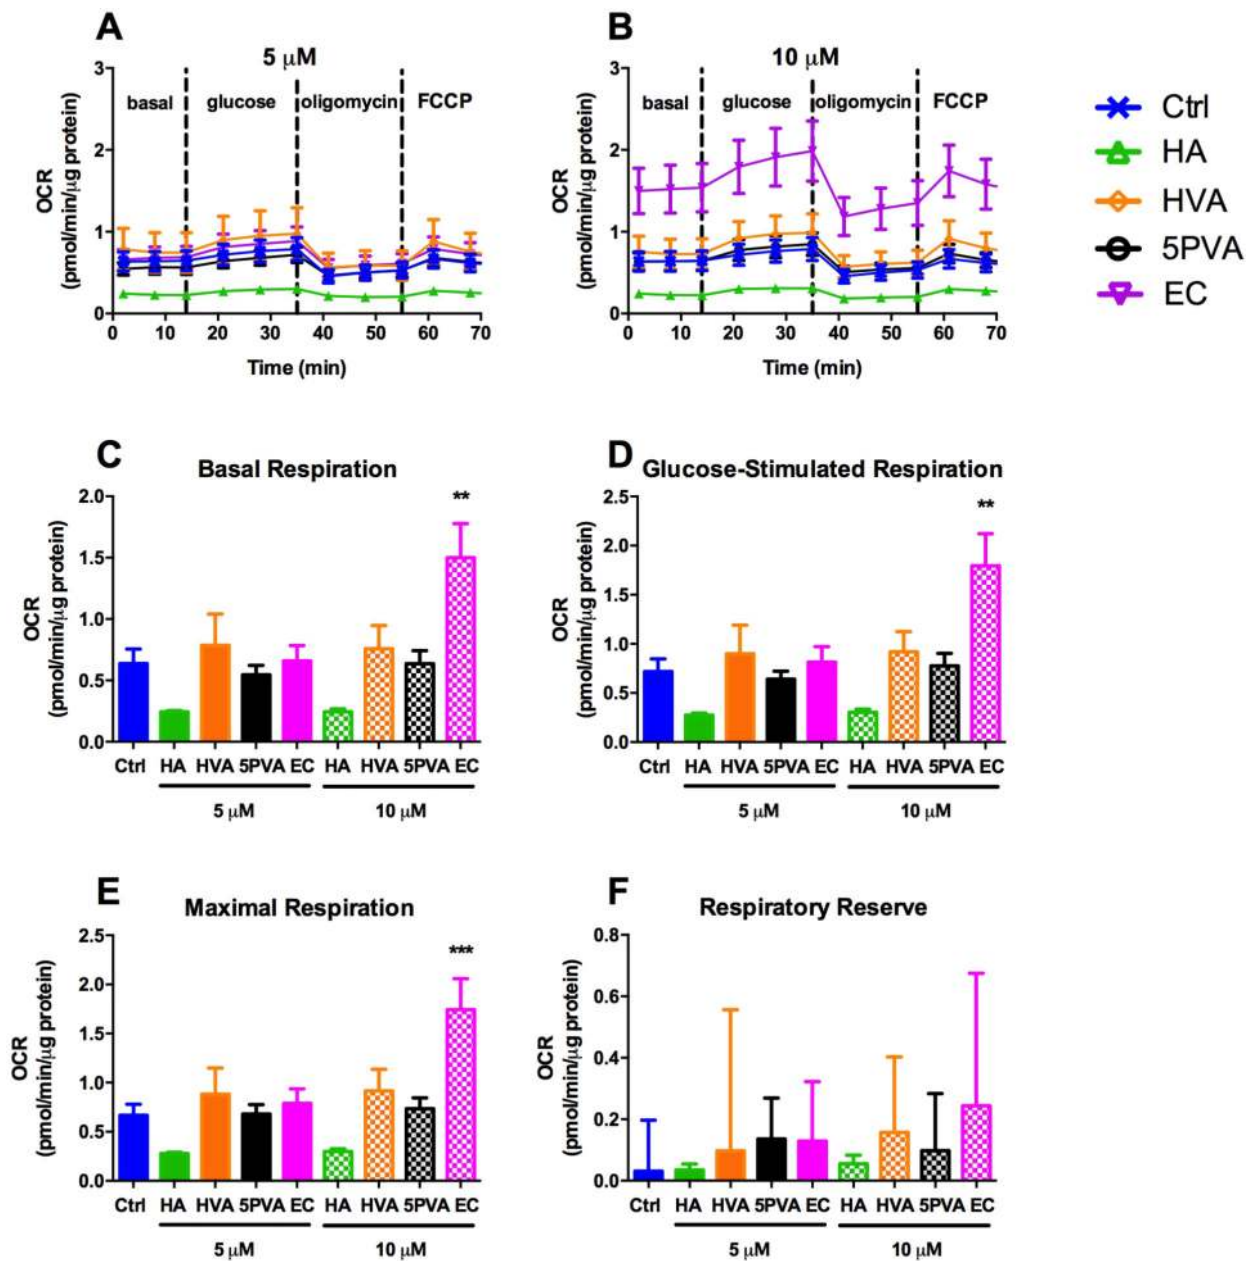 A
5 μM
3
2
1
0
basal
glucose
oligomycin
FCCP
OCR
(pmol/min/μg protein)
0 10 20 30 40 50 60 70
Time (min)
B
10 μM
3
2
1
0
basal
glucose
oligomycin
FCCP
OCR
(pmol/min/μg protein)
0 10 20 30 40 50 60 70
Time (min)
Ctrl
HA
HVA
5PVA
EC
C
Basal Respiration
2.0
1.5
1.0
0.5
0.0
OCR
(pmol/min/μg protein)
**
Ctrl HA HVA 5PVA EC HA HVA 5PVA EC
5 μM 10 μM
D
Glucose-Stimulated Respiration
2.5
2.0
1.5
1.0
0.5
0.0
OCR
(pmol/min/μg protein)
**
Ctrl HA HVA 5PVA EC HA HVA 5PVA EC
5 μM 10 μM
E
Maximal Respiration
2.5
2.0
1.5
1.0
0.5
0.0
OCR
(pmol/min/μg protein)
***
Ctrl HA HVA 5PVA EC HA HVA 5PVA EC
5 μM 10 μM
F
Respiratory Reserve
0.8
0.6
0.4
0.2
0.0
OCR
(pmol/min/μg protein)
Ctrl HA HVA 5PVA EC HA HVA 5PVA EC
5 μM 10 μM